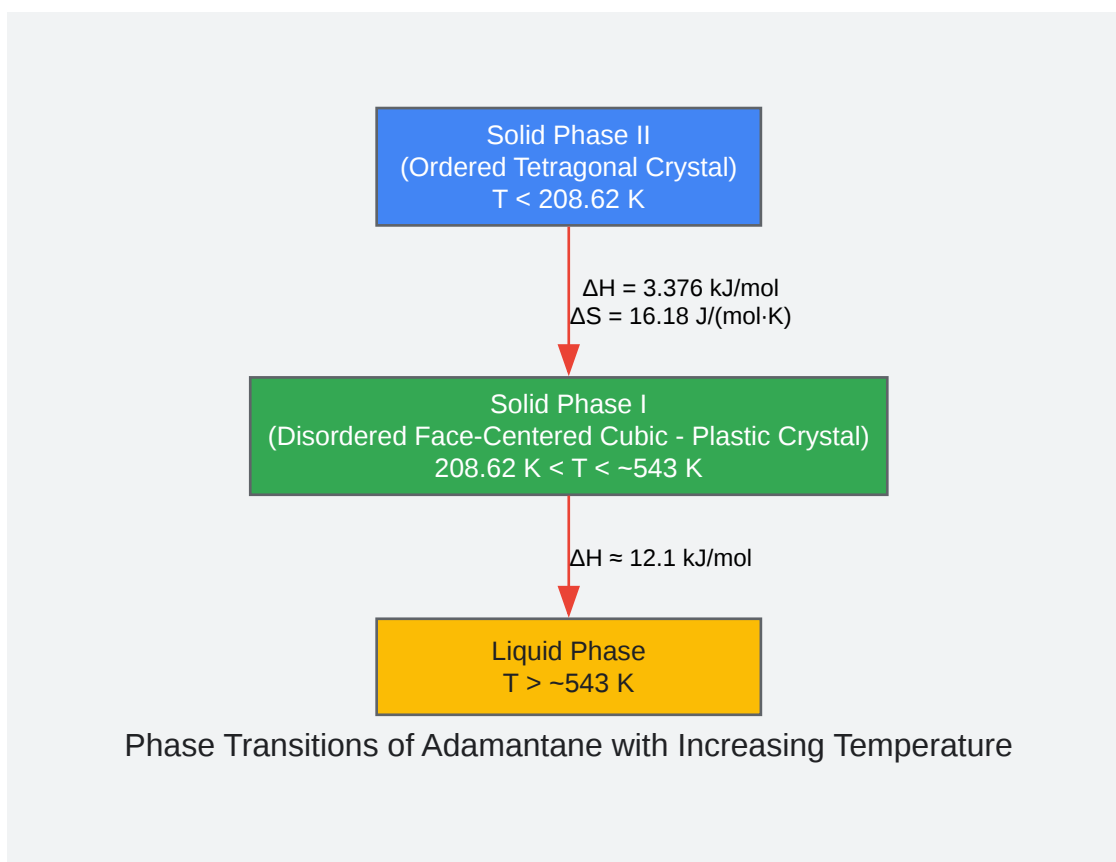 Solid Phase II
(Ordered Tetragonal Crystal)
T < 208.62 K
ΔH = 3.376 kJ/mol
ΔS = 16.18 J/(mol·K)
Solid Phase I
(Disordered Face-Centered Cubic - Plastic Crystal)
208.62 K < T < ~543 K
ΔH ≈ 12.1 kJ/mol
Liquid Phase
T > ~543 K
Phase Transitions of Adamantane with Increasing Temperature